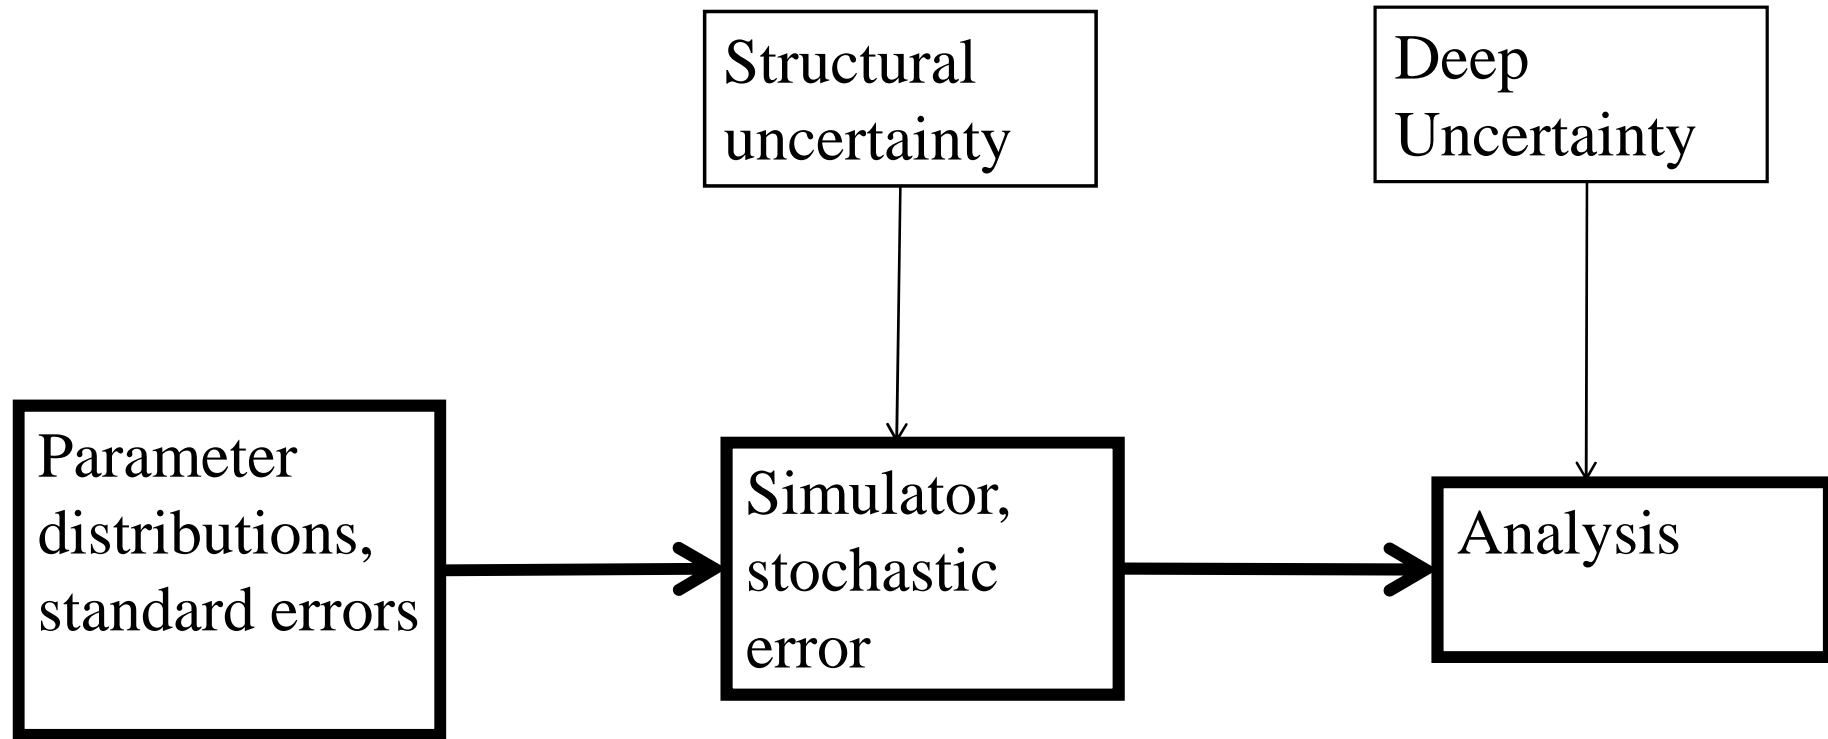 Structural
uncertainty
Deep
Uncertainty
Parameter
distributions,
standard errors
Simulator,
stochastic
error
Analysis